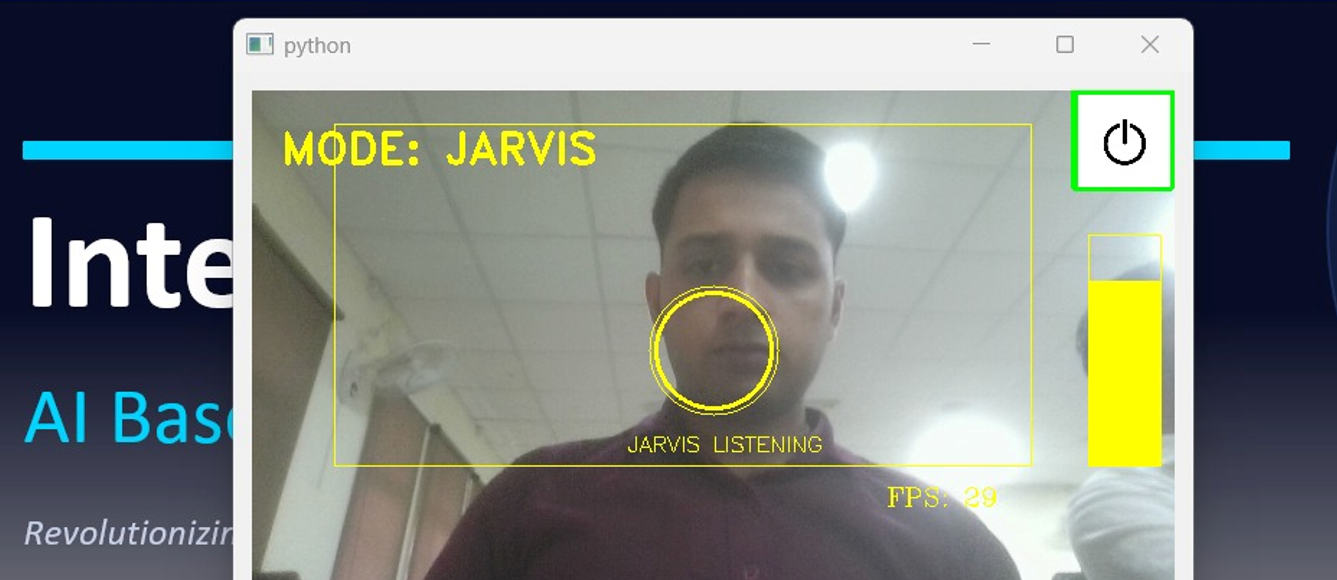 python
MODE: JARVIS
Inte
AI Base
JARVIS LISTENING
FPS: 29
Revolutionizin